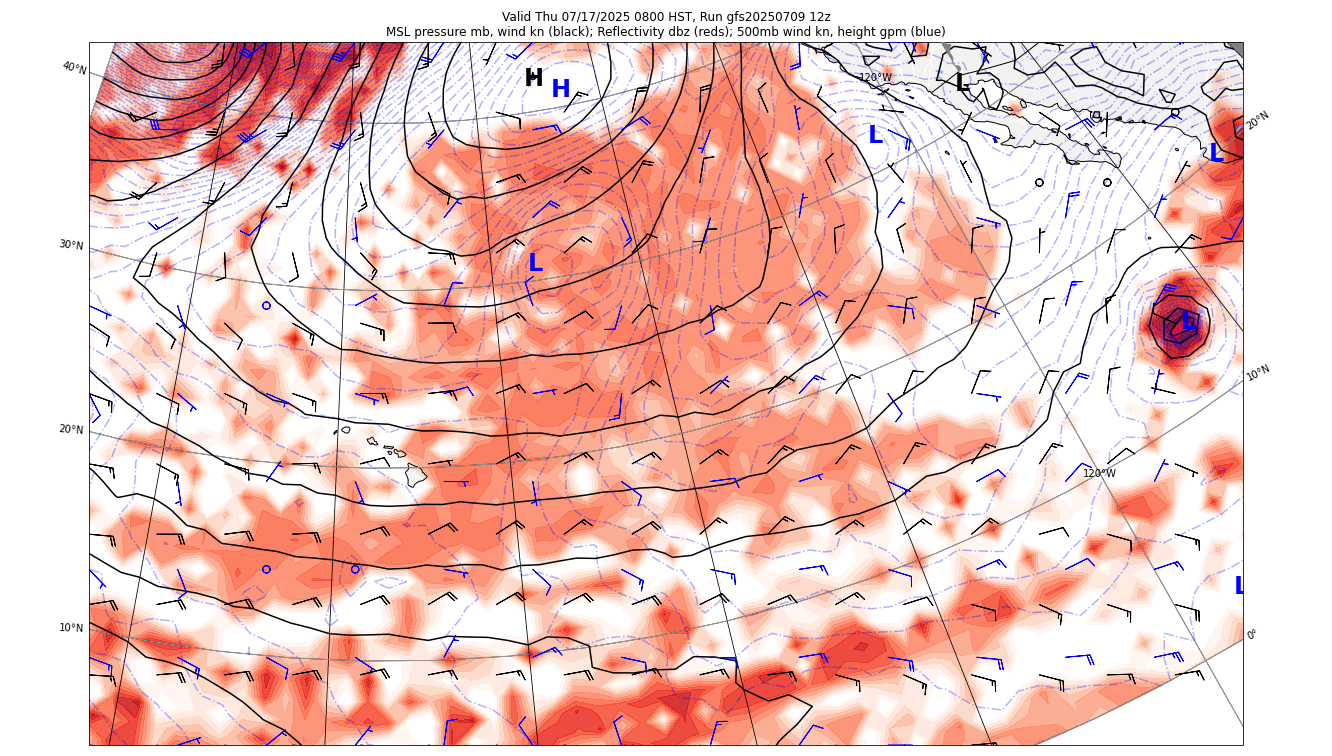 Valid Thu 07/17/2025 0800 HST, Run gfs20250709 12z
MSL pressure mb, wind kn (black); Reflectivity dbz (reds); 500mb wind kn, height gpm (blue)
40°N
H
H
120°W
L
20°N
L
L
30°N
L
L
10°N
20°N
120°W
L
10°N
0°